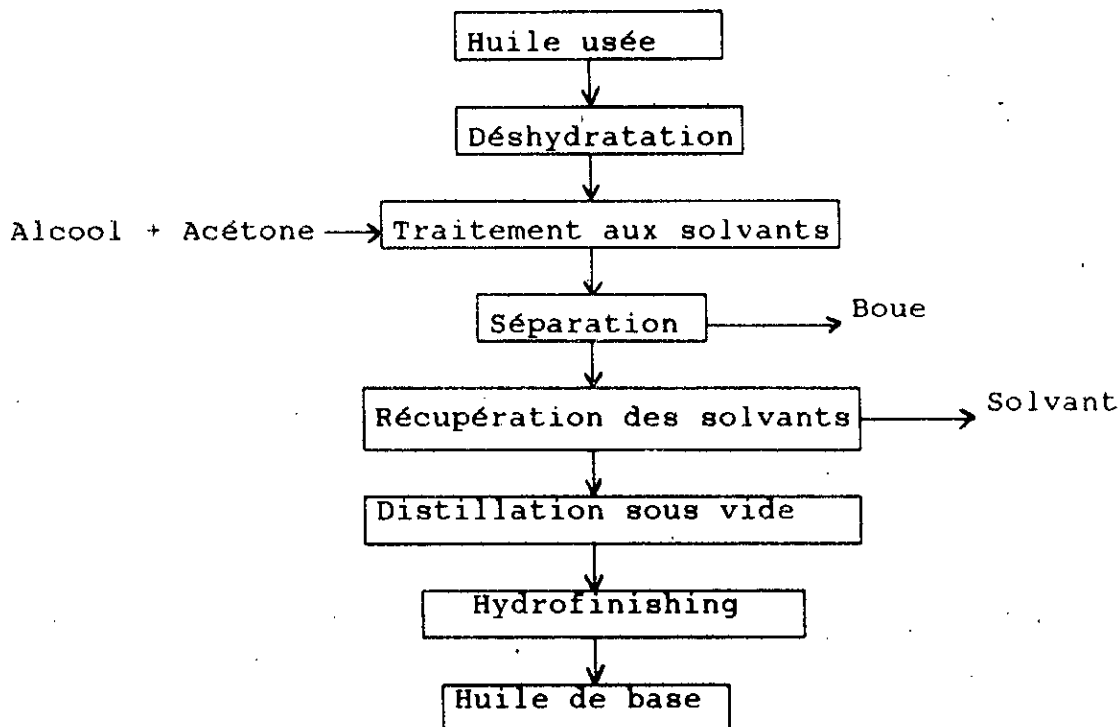 Huile usée
Déshydratation
Alcool + Acétone
Traitement aux solvants
Séparation
Boue
Récupération des solvants
Solvant
Distillation sous vide
Hydrofinishing
Huile de base